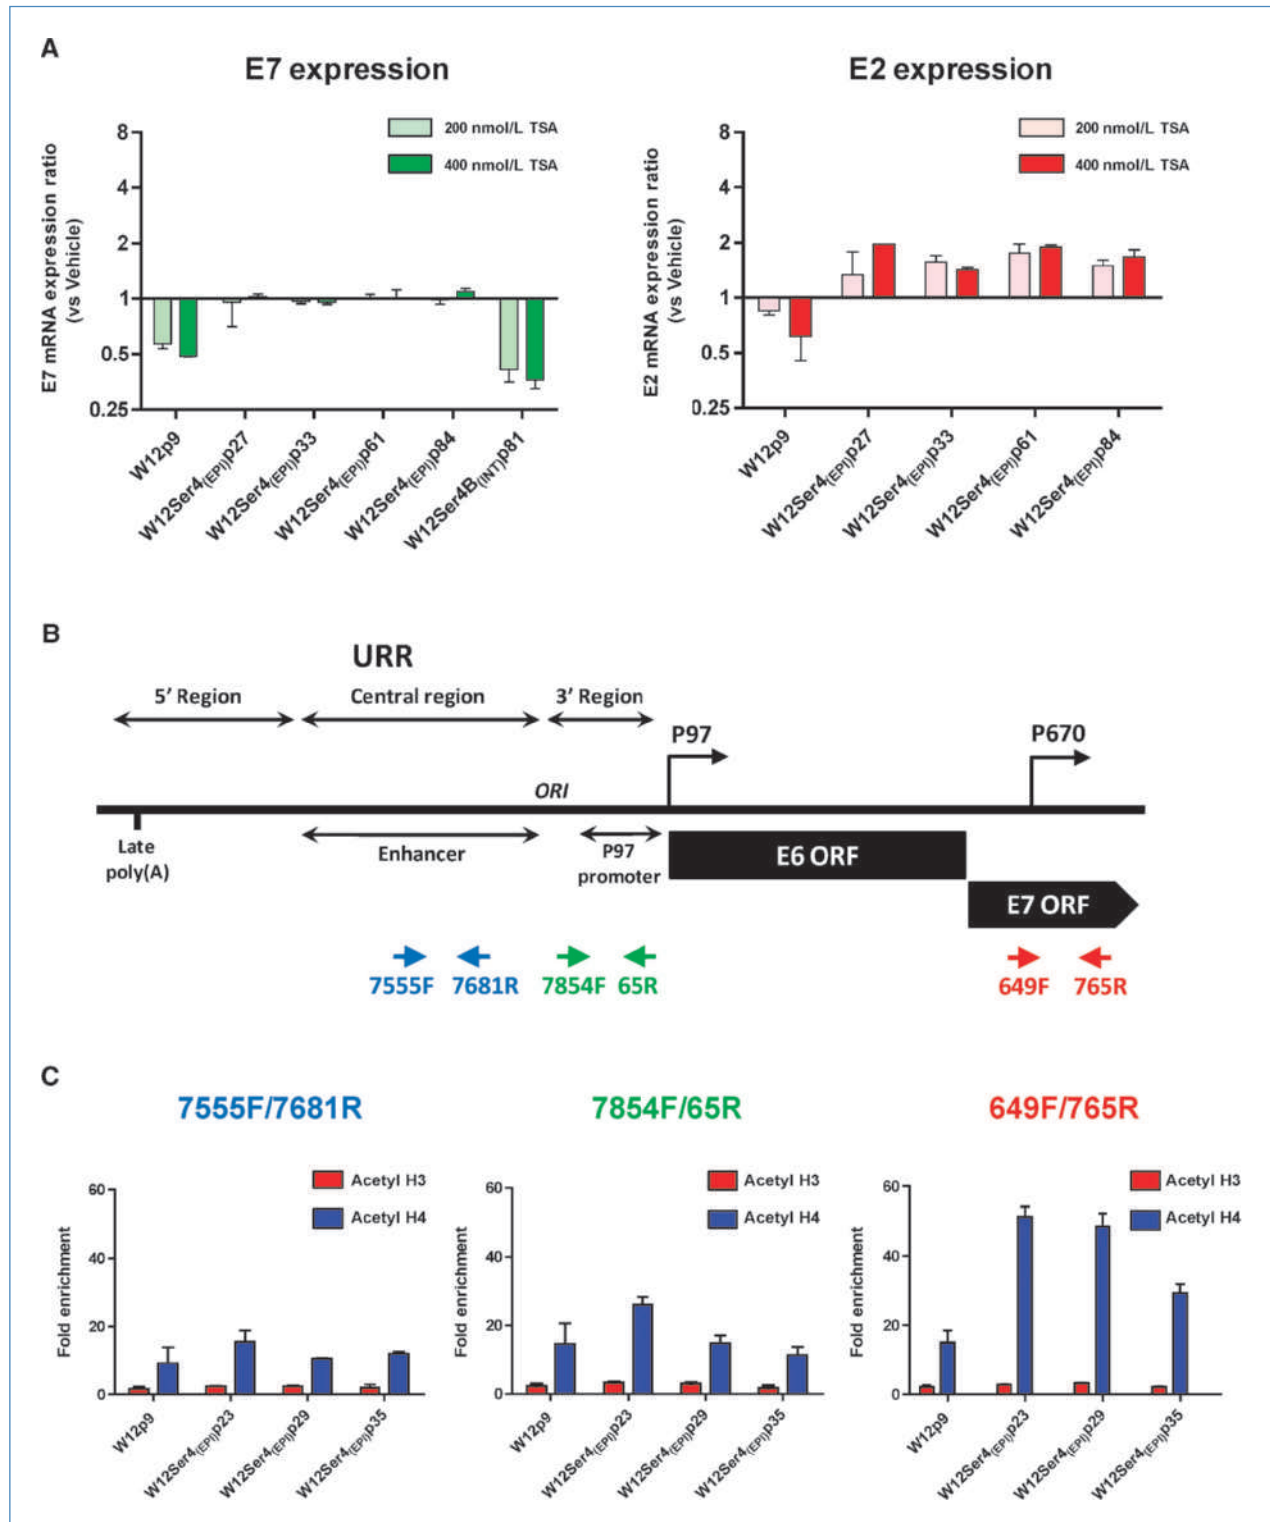 A
E7 expression
200 nmol/L TSA
400 nmol/L TSA
E7 mRNA expression ratio
(vs Vehicle)
8
4
2
1
0.5
0.25
W12p9
W12Ser4(EPI)p27
W12Ser4(EPI)p33
W12Ser4(EPI)p61
W12Ser4(EPI)p84
W12Ser4B(INT)p81
E2 expression
200 nmol/L TSA
400 nmol/L TSA
E2 mRNA expression ratio
(vs Vehicle)
8
4
2
1
0.5
0.25
W12p9
W12Ser4(EPI)p27
W12Ser4(EPI)p33
W12Ser4(EPI)p61
W12Ser4(EPI)p84
B
URR
5′ Region
Central region
3′ Region
P97
P670
ORI
Late
poly(A)
Enhancer
P97
promoter
E6 ORF
E7 ORF
7555F
7681R
7854F
65R
649F
765R
C
7555F/7681R
Acetyl H3
Acetyl H4
Fold enrichment
60
40
20
0
W12p9
W12Ser4(EPI)p23
W12Ser4(EPI)p29
W12Ser4(EPI)p35
7854F/65R
Acetyl H3
Acetyl H4
Fold enrichment
60
40
20
0
W12p9
W12Ser4(EPI)p23
W12Ser4(EPI)p29
W12Ser4(EPI)p35
649F/765R
Acetyl H3
Acetyl H4
Fold enrichment
60
40
20
0
W12p9
W12Ser4(EPI)p23
W12Ser4(EPI)p29
W12Ser4(EPI)p35